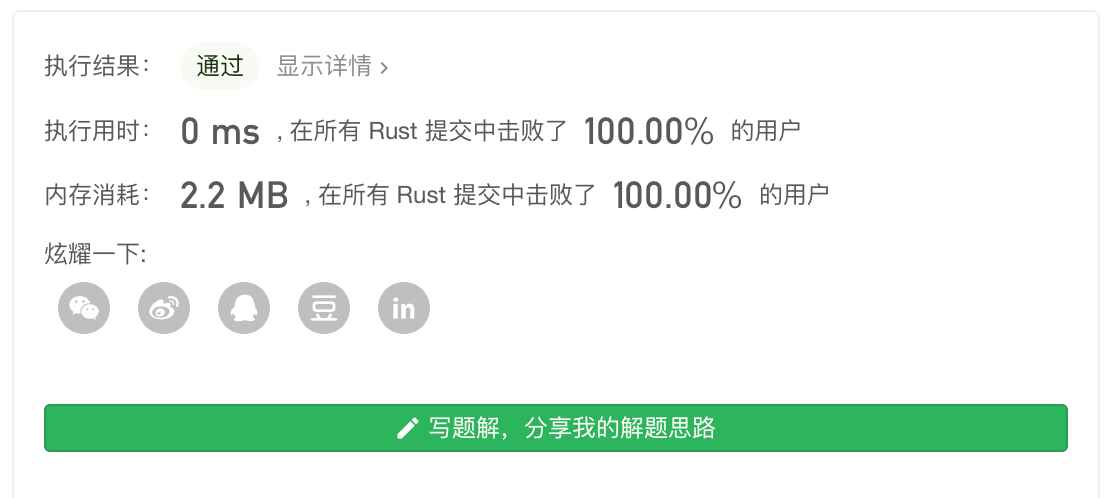 执行结果： 通过 显示详情 ›
执行用时： 0 ms , 在所有 Rust 提交中击败了 100.00% 的用户
内存消耗： 2.2 MB , 在所有 Rust 提交中击败了 100.00% 的用户
炫耀一下:
豆 in
写题解，分享我的解题思路